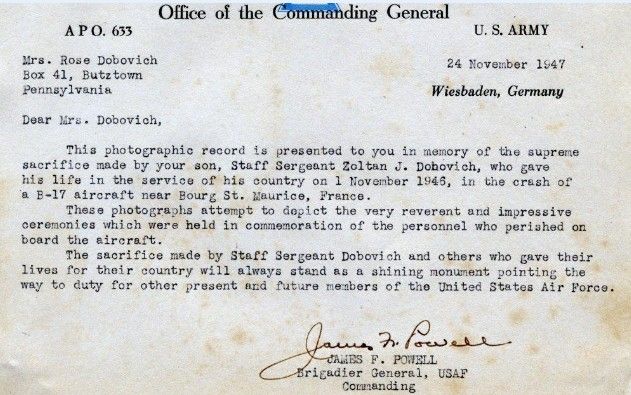 Office of the Commanding General
A P O. 633
U. S. ARMY
Mrs. Rose Dobovich
24 November 1947
Box 41, Butztown
Pennsylvania
Wiesbaden, Germany
Dear Mrs. Dobovich,
This photographic record is presented to you in memory of the supreme
sacrifice made by your son, Staff Sergeant Zoltan J. Dobovich, who gave
his life in the service of his country on 1 November 1946, in the crash of
a B-17 aircraft near Bourg St. Maurice, France.
These photographs attempt to depict the very reverent and impressive
ceremonies which were held in commemoration of the personnel who perished on
board the aircraft.
The sacrifice made by Staff Sergeant Dobovich and others who gave their
lives for their country will always stand as a shining monument pointing the
way to duty for other present and future members of the United States Air Force.
James F. Powell
JAMES F. POWELL
Brigadier General, USAF
Commanding